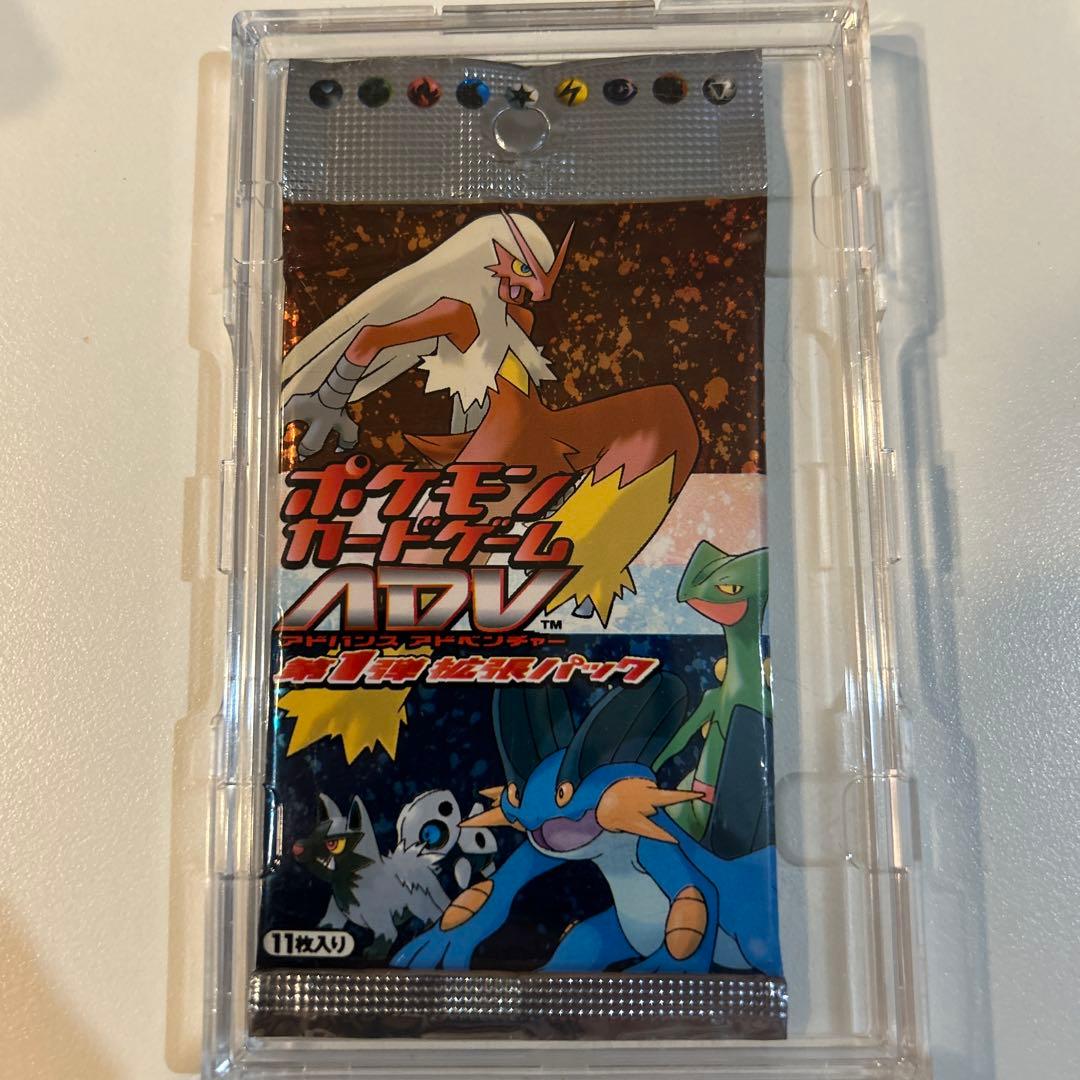 ポケモン
カードゲーム
ADV™
アドバンス アドベンチャー
第1弾 拡張パック
11枚入り